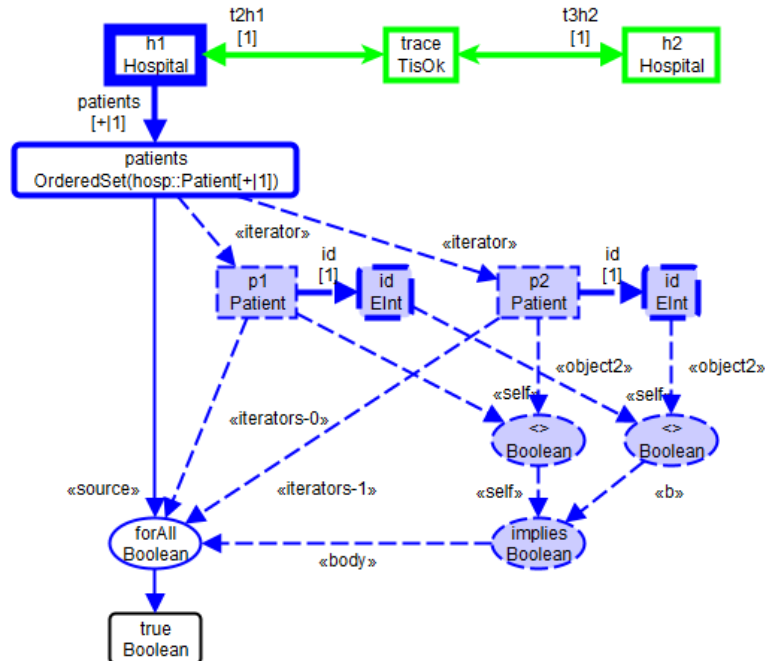 t2h1
[1]
t3h2
[1]
h1
Hospital
trace
TisOk
h2
Hospital
patients
[+|1]
patients
OrderedSet(hosp::Patient[+|1])
«iterator»
«iterator»
id
[1]
id
[1]
p1
Patient
id
EInt
p2
Patient
id
EInt
«object2»
«object2»
«self»
«self»
«iterators-0»
<>
Boolean
<>
Boolean
«source»
«iterators-1»
«self»
«b»
forAll
Boolean
implies
Boolean
«body»
true
Boolean